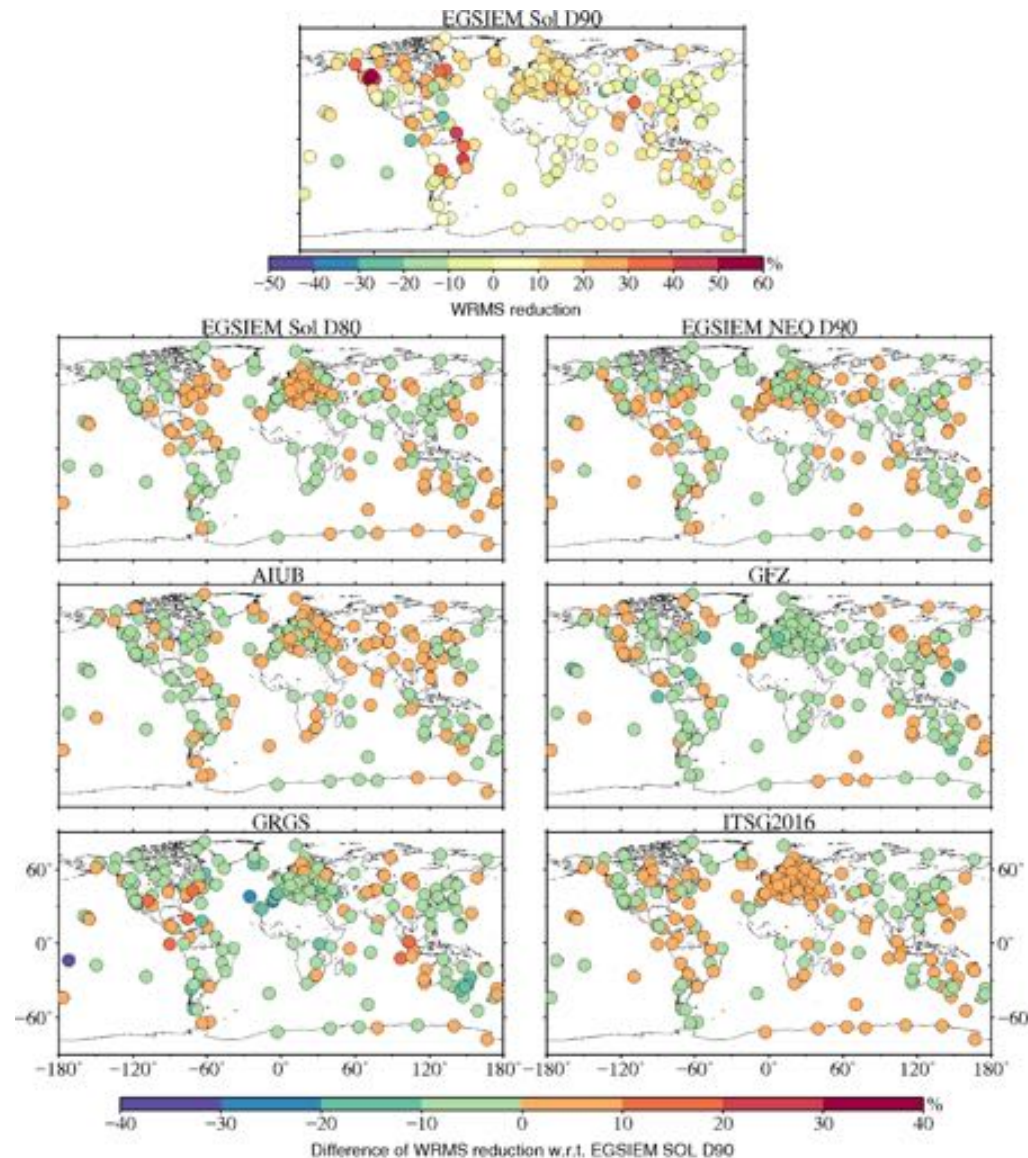 EGSIEM Sol D90
−50 −40 −30 −20 −10 0 10 20 30 40 50 60 %
WRMS reduction
EGSIEM Sol D80 EGSIEM NEQ D90
AIUB GFZ
GRGS ITSG2016
60˚ 60˚
0˚ 0˚
−60˚ −60˚
−180˚ −120˚ −60˚ 0˚ 60˚ 120˚ 180˚ −180˚ −120˚ −60˚ 0˚ 60˚ 120˚ 180˚
−40 −30 −20 −10 0 10 20 30 40 %
Difference of WRMS reduction w.r.t. EGSIEM SOL D90